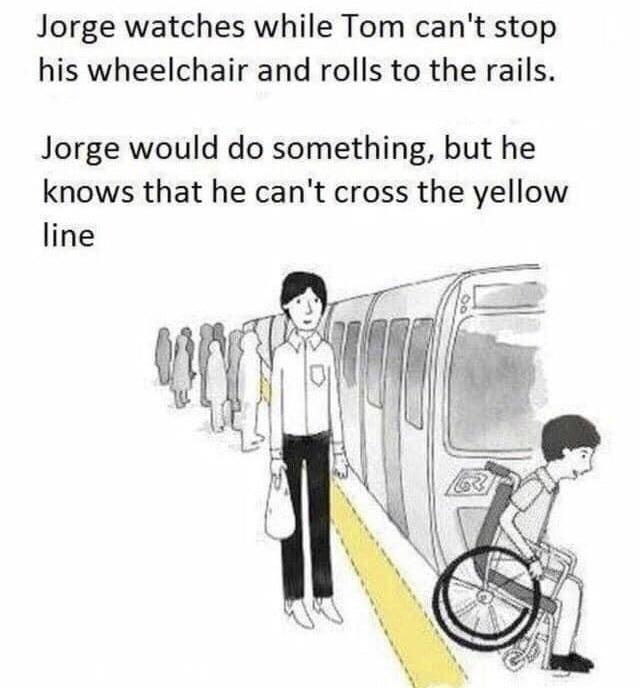 Jorge watches while Tom can't stop
his wheelchair and rolls to the rails.
Jorge would do something, but he
knows that he can't cross the yellow
line